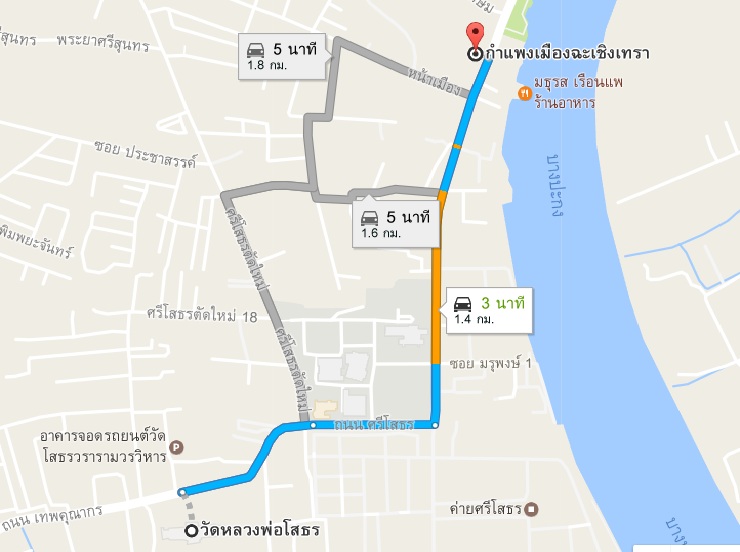 ษม
สุนทร
พระยาศรีสุนทร
5 นาที
1.8 กม.
กำแพงเมืองฉะเชิงเทรา
หน้าเมือง
มธุรส เรือนแพ
ร้านอาหาร
ซอย ประชาสรรค์
บางปะกง
5 นาที
1.6 กม.
ศรีโสธรตัดใหม่
พิมพยะจันทร์
3 นาที
1.4 กม.
ศรีโสธรตัดใหม่ 18
ศรีโสธรตัดใหม่
ซอย มรุพงษ์ 1
ถนน ศรีโสธร
อาคารจอดรถยนต์วัด
โสธรวรารามวรวิหาร
P
ถนน เทพคุณากร
วัดหลวงพ่อโสธร
ค่ายศรีโสธร
บาง